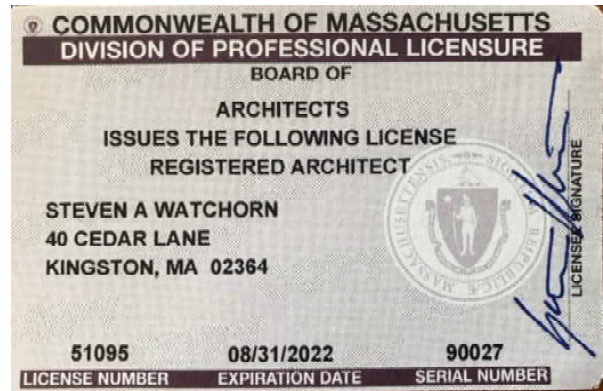 COMMONWEALTH OF MASSACHUSETTS
DIVISION OF PROFESSIONAL LICENSURE
BOARD OF
ARCHITECTS
ISSUES THE FOLLOWING LICENSE
REGISTERED ARCHITECT
STEVEN A WATCHORN
40 CEDAR LANE
KINGSTON, MA 02364
LICENSEE SIGNATURE
51095 08/31/2022 90027
LICENSE NUMBER EXPIRATION DATE SERIAL NUMBER